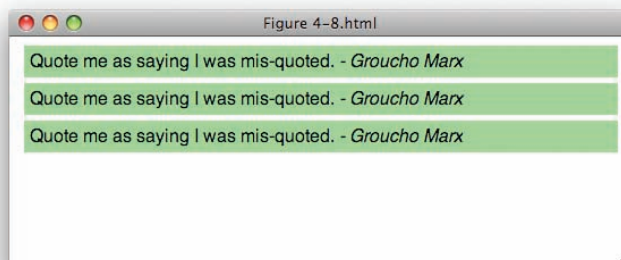 Figure 4-8.html
Quote me as saying I was mis-quoted. - Groucho Marx
Quote me as saying I was mis-quoted. - Groucho Marx
Quote me as saying I was mis-quoted. - Groucho Marx